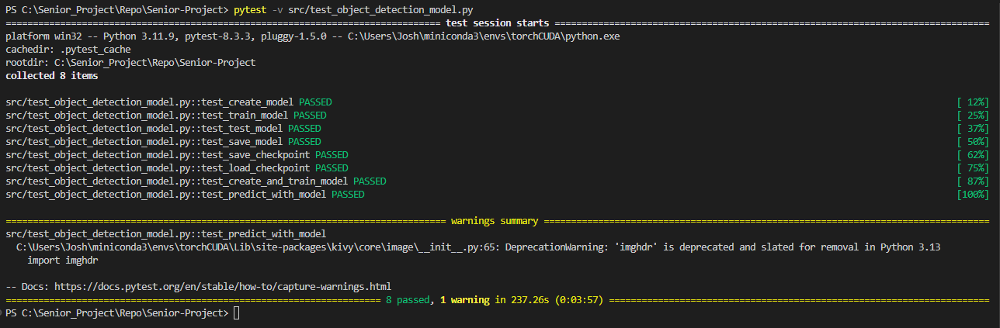 PS C:\Senior_Project\Repo\Senior-Project> pytest -v src/test_object_detection_model.py
============================= test session starts =============================
platform win32 -- Python 3.11.9, pytest-8.3.3, pluggy-1.5.0 -- C:\Users\Josh\miniconda3\envs\torchCUDA\python.exe
cachedir: .pytest_cache
rootdir: C:\Senior_Project\Repo\Senior-Project
collected 8 items
src/test_object_detection_model.py::test_create_model PASSED [ 12%]
src/test_object_detection_model.py::test_train_model PASSED [ 25%]
src/test_object_detection_model.py::test_test_model PASSED [ 37%]
src/test_object_detection_model.py::test_save_model PASSED [ 50%]
src/test_object_detection_model.py::test_save_checkpoint PASSED [ 62%]
src/test_object_detection_model.py::test_load_checkpoint PASSED [ 75%]
src/test_object_detection_model.py::test_create_and_train_model PASSED [ 87%]
src/test_object_detection_model.py::test_predict_with_model PASSED [100%]
============================= warnings summary =============================
src/test_object_detection_model.py::test_predict_with_model
C:\Users\Josh\miniconda3\envs\torchCUDA\Lib\site-packages\kivy\core\image\__init__.py:65: DeprecationWarning: 'imghdr' is deprecated and slated for removal in Python 3.13
import imghdr
-- Docs: https://docs.pytest.org/en/stable/how-to/capture-warnings.html
============================= 8 passed, 1 warning in 237.26s (0:03:57) =============================
PS C:\Senior_Project\Repo\Senior-Project>